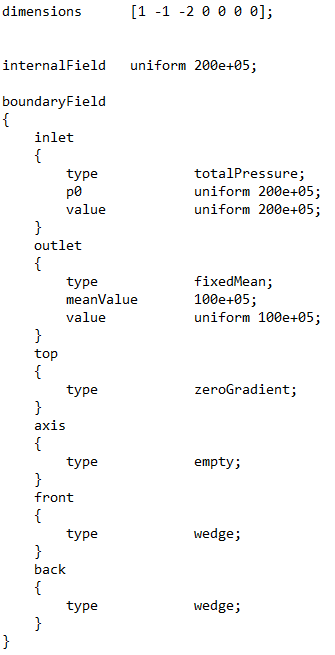 dimensions      [1 -1 -2 0 0 0 0];
internalField   uniform 200e+05;
boundaryField
{
    inlet
    {
        type            totalPressure;
        p0              uniform 200e+05;
        value           uniform 200e+05;
    }
    outlet
    {
        type            fixedMean;
        meanValue       100e+05;
        value           uniform 100e+05;
    }
    top
    {
        type            zeroGradient;
    }
    axis
    {
        type            empty;
    }
    front
    {
        type            wedge;
    }
    back
    {
        type            wedge;
    }
}